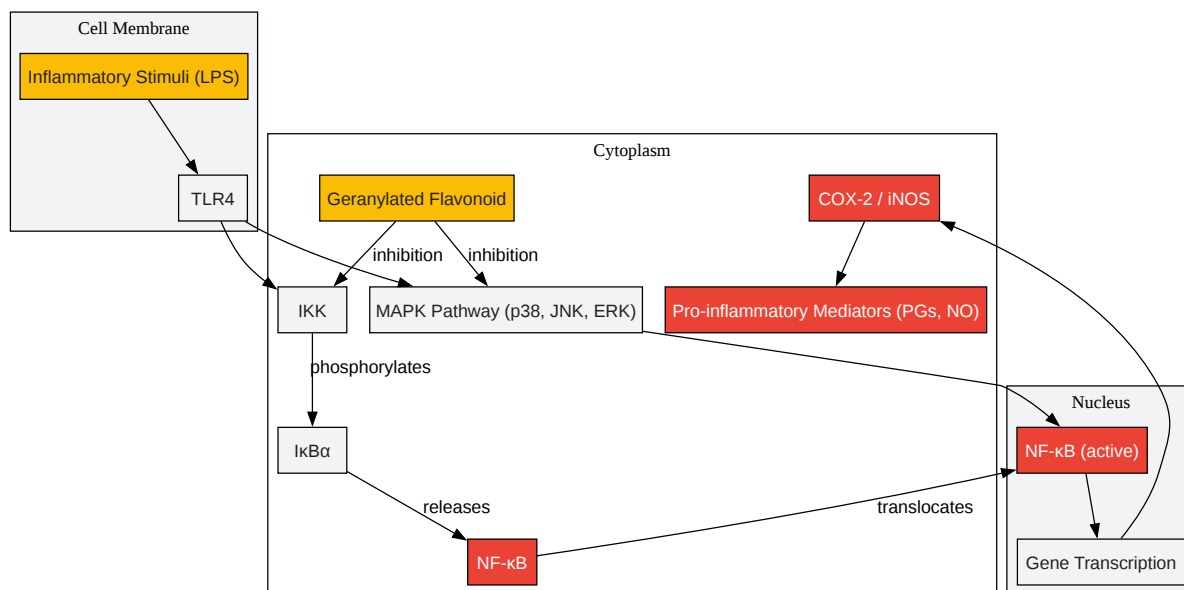 Cell Membrane
Inflammatory Stimuli (LPS)
TLR4
Cytoplasm
Geranylated Flavonoid
COX-2 / iNOS
inhibition
inhibition
IKK
MAPK Pathway (p38, JNK, ERK)
Pro-inflammatory Mediators (PGs, NO)
phosphorylates
Nucleus
IκBα
NF-κB (active)
releases
translocates
NF-κB
Gene Transcription